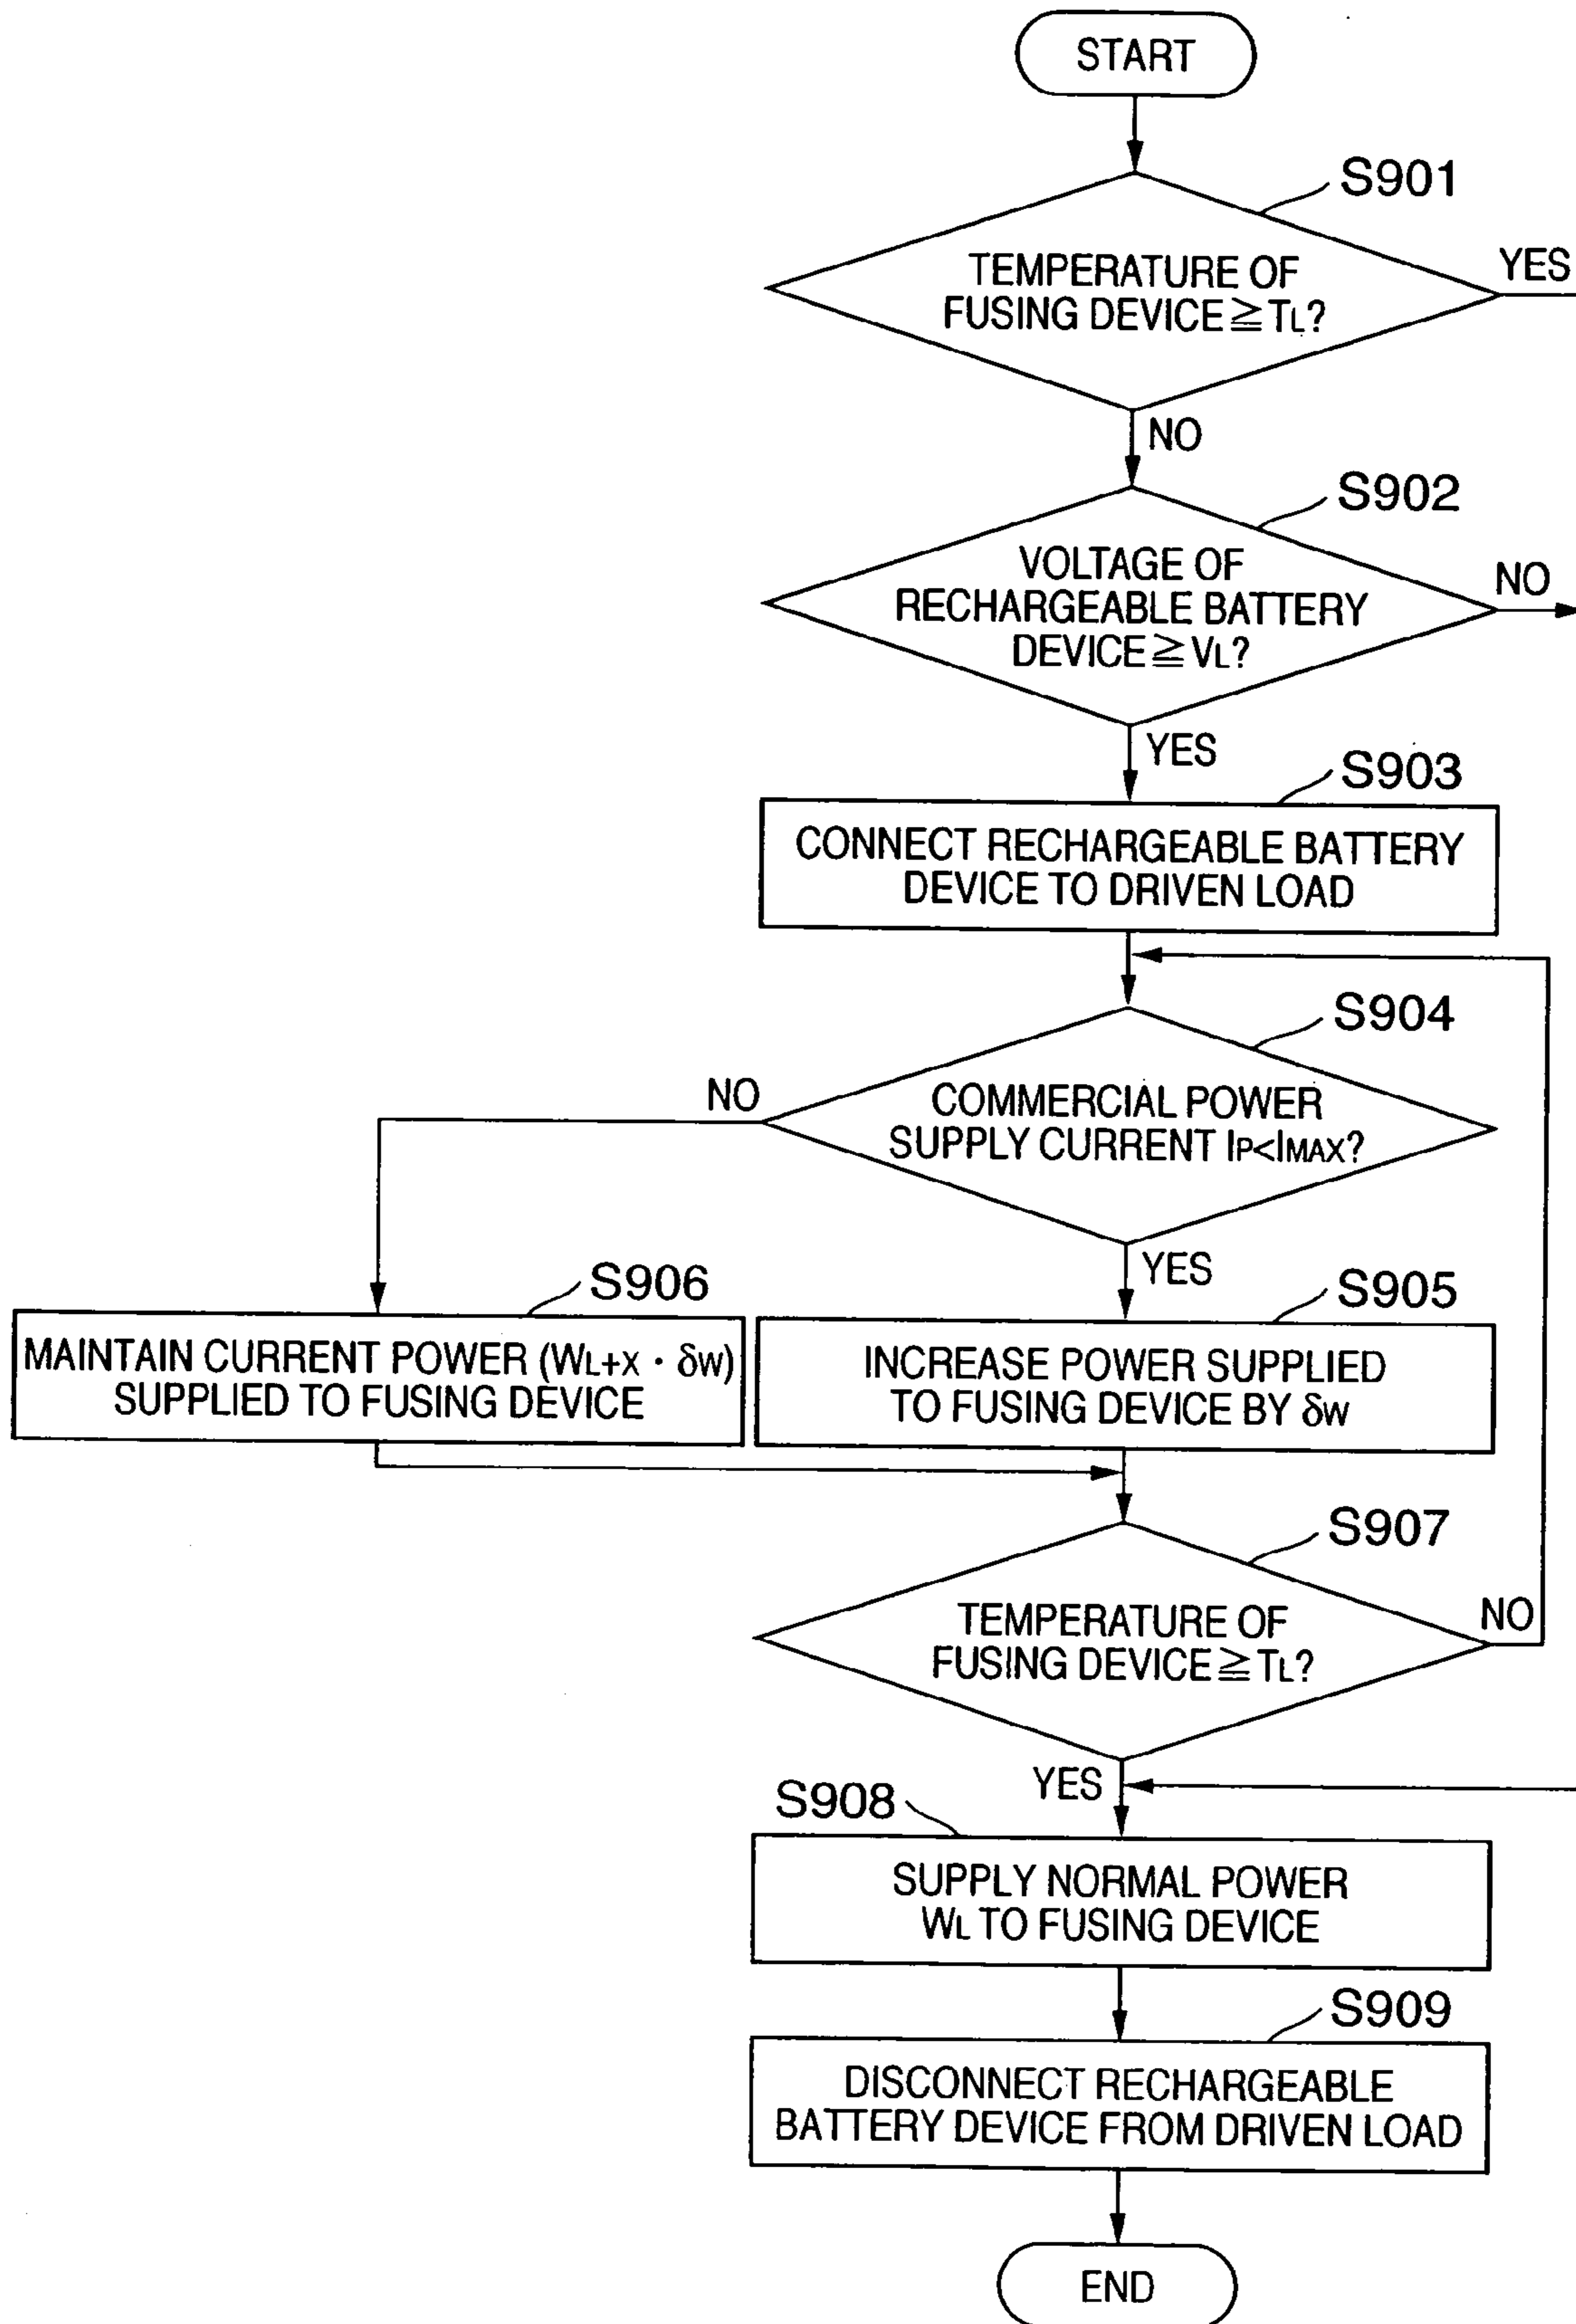 START
S901
TEMPERATURE OF
FUSING DEVICE ≧ TL?
YES
NO
S902
VOLTAGE OF
RECHARGEABLE BATTERY
DEVICE ≧ VL?
NO
YES
S903
CONNECT RECHARGEABLE BATTERY
DEVICE TO DRIVEN LOAD
S904
COMMERCIAL POWER
SUPPLY CURRENT IP<IMAX?
NO
YES
S906
MAINTAIN CURRENT POWER (WL+X · δW)
SUPPLIED TO FUSING DEVICE
S905
INCREASE POWER SUPPLIED
TO FUSING DEVICE BY δW
S907
TEMPERATURE OF
FUSING DEVICE ≧ TL?
NO
YES
S908
SUPPLY NORMAL POWER
WL TO FUSING DEVICE
S909
DISCONNECT RECHARGEABLE
BATTERY DEVICE FROM DRIVEN LOAD
END